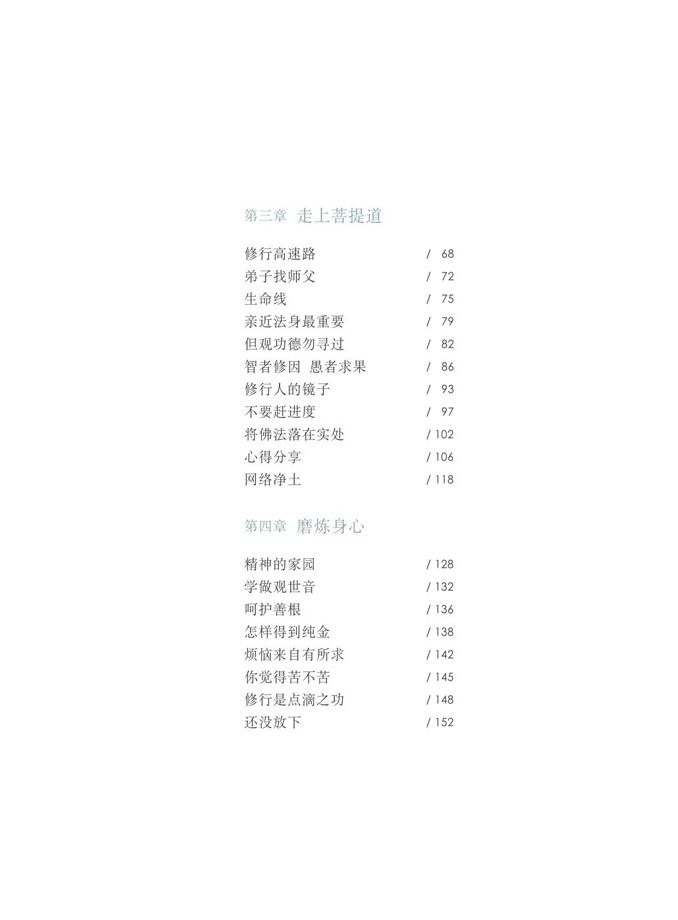 第三章 走上菩提道
修行高速路 / 68
弟子找师父 / 72
生命线 / 75
亲近法身最重要 / 79
但观功德勿寻过 / 82
智者修因 愚者求果 / 86
修行人的镜子 / 93
不要赶进度 / 97
将佛法落在实处 / 102
心得分享 / 106
网络净土 / 118
第四章 磨炼身心
精神的家园 / 128
学做观世音 / 132
呵护善根 / 136
怎样得到纯金 / 138
烦恼来自有所求 / 142
你觉得苦不苦 / 145
修行是点滴之功 / 148
还没放下 / 152